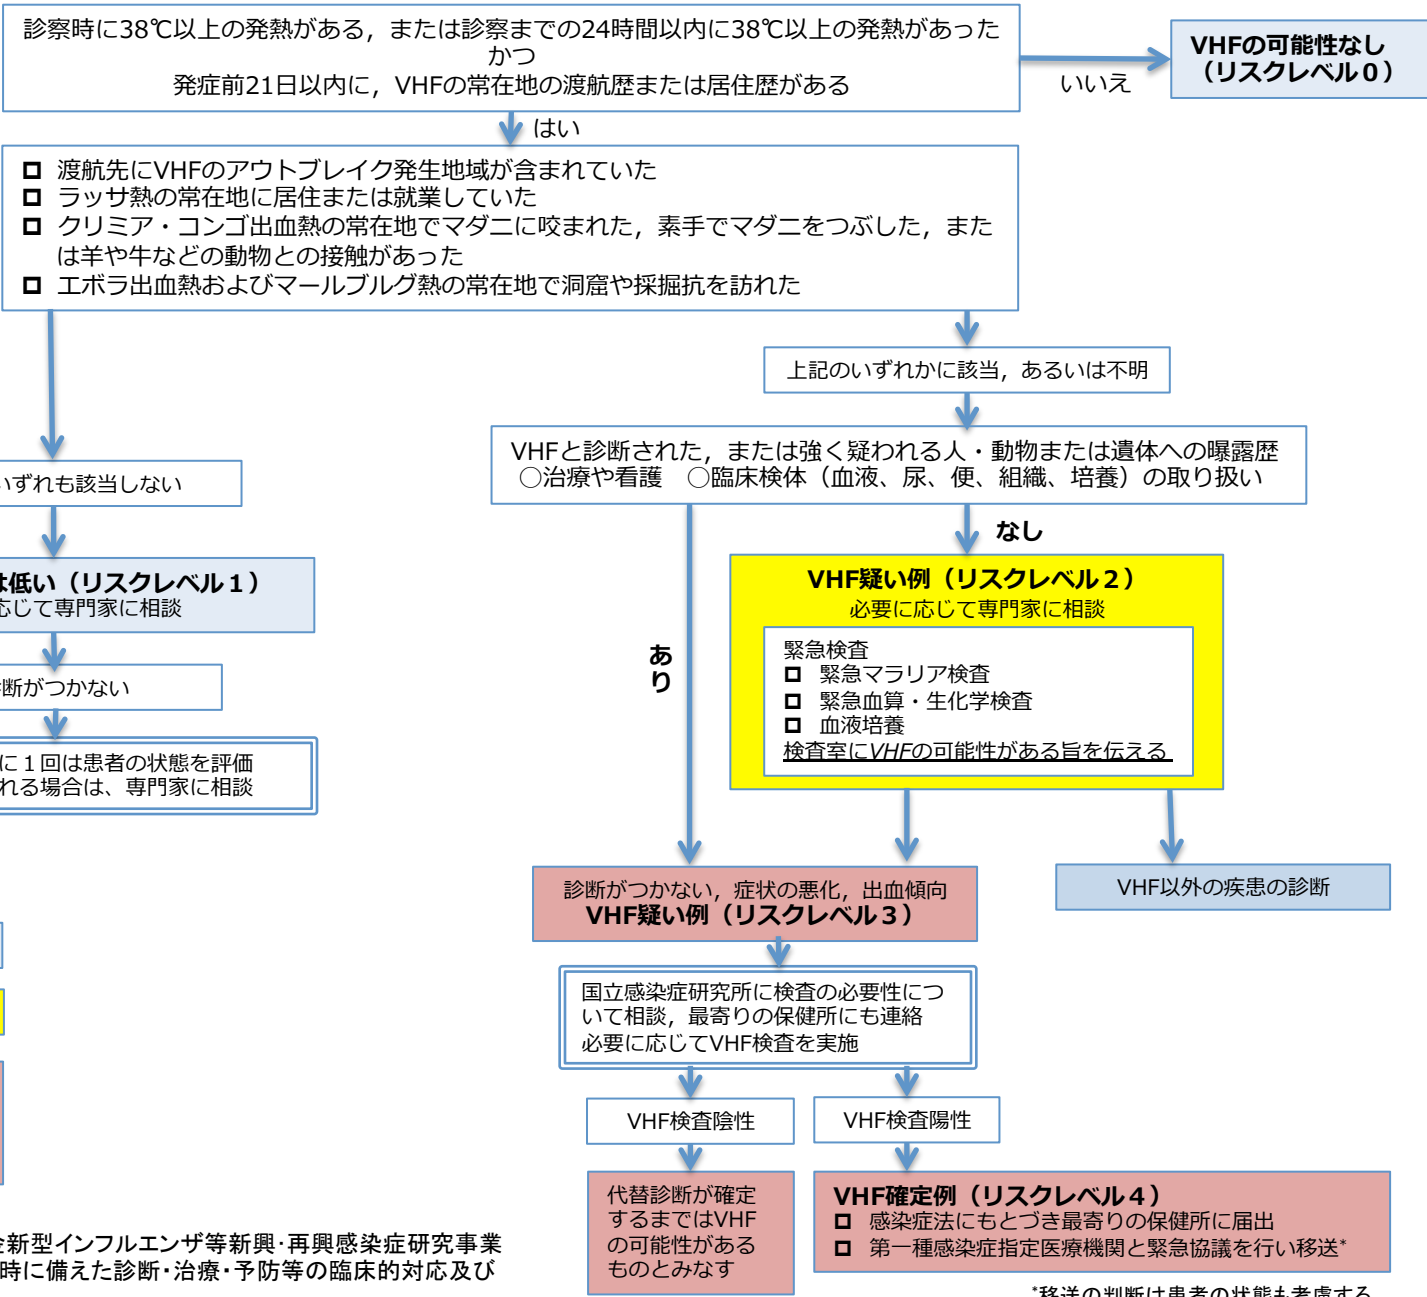 診察時に38℃以上の発熱がある，または診察までの24時間以内に38℃以上の発熱があった
かつ
発症前21日以内に，VHFの常在地の渡航歴または居住歴がある
いいえ
VHFの可能性なし
（リスクレベル０）
はい
渡航先にVHFのアウトブレイク発生地域が含まれていた
ラッサ熱の常在地に居住または就業していた
クリミア・コンゴ出血熱の常在地でマダニに咬まれた，素手でマダニをつぶした，また
は羊や牛などの動物との接触があった
エボラ出血熱およびマールブルグ熱の常在地で洞窟や採掘抗を訪れた
上記のいずれかに該当，あるいは不明
いずれも該当しない
VHFと診断された，または強く疑われる人・動物または遺体への曝露歴
○治療や看護　○臨床検体（血液、尿、便、組織、培養）の取り扱い
なし
あり
は低い（リスクレベル１）
応じて専門家に相談
断がつかない
に１回は患者の状態を評価
れる場合は、専門家に相談
VHF疑い例（リスクレベル２）
必要に応じて専門家に相談
緊急検査
緊急マラリア検査
緊急血算・生化学検査
血液培養
検査室にVHFの可能性がある旨を伝える
診断がつかない，症状の悪化，出血傾向
VHF疑い例（リスクレベル３）
VHF以外の疾患の診断
国立感染症研究所に検査の必要性につ
いて相談，最寄りの保健所にも連絡
必要に応じてVHF検査を実施
VHF検査陰性
VHF検査陽性
代替診断が確定
するまではVHF
の可能性がある
ものとみなす
VHF確定例（リスクレベル４）
感染症法にもとづき最寄りの保健所に届出
第一種感染症指定医療機関と緊急協議を行い移送*
*移送の判断は患者の状態も考慮する
金新型インフルエンザ等新興・再興感染症研究事業
時に備えた診断・治療・予防等の臨床的対応及び